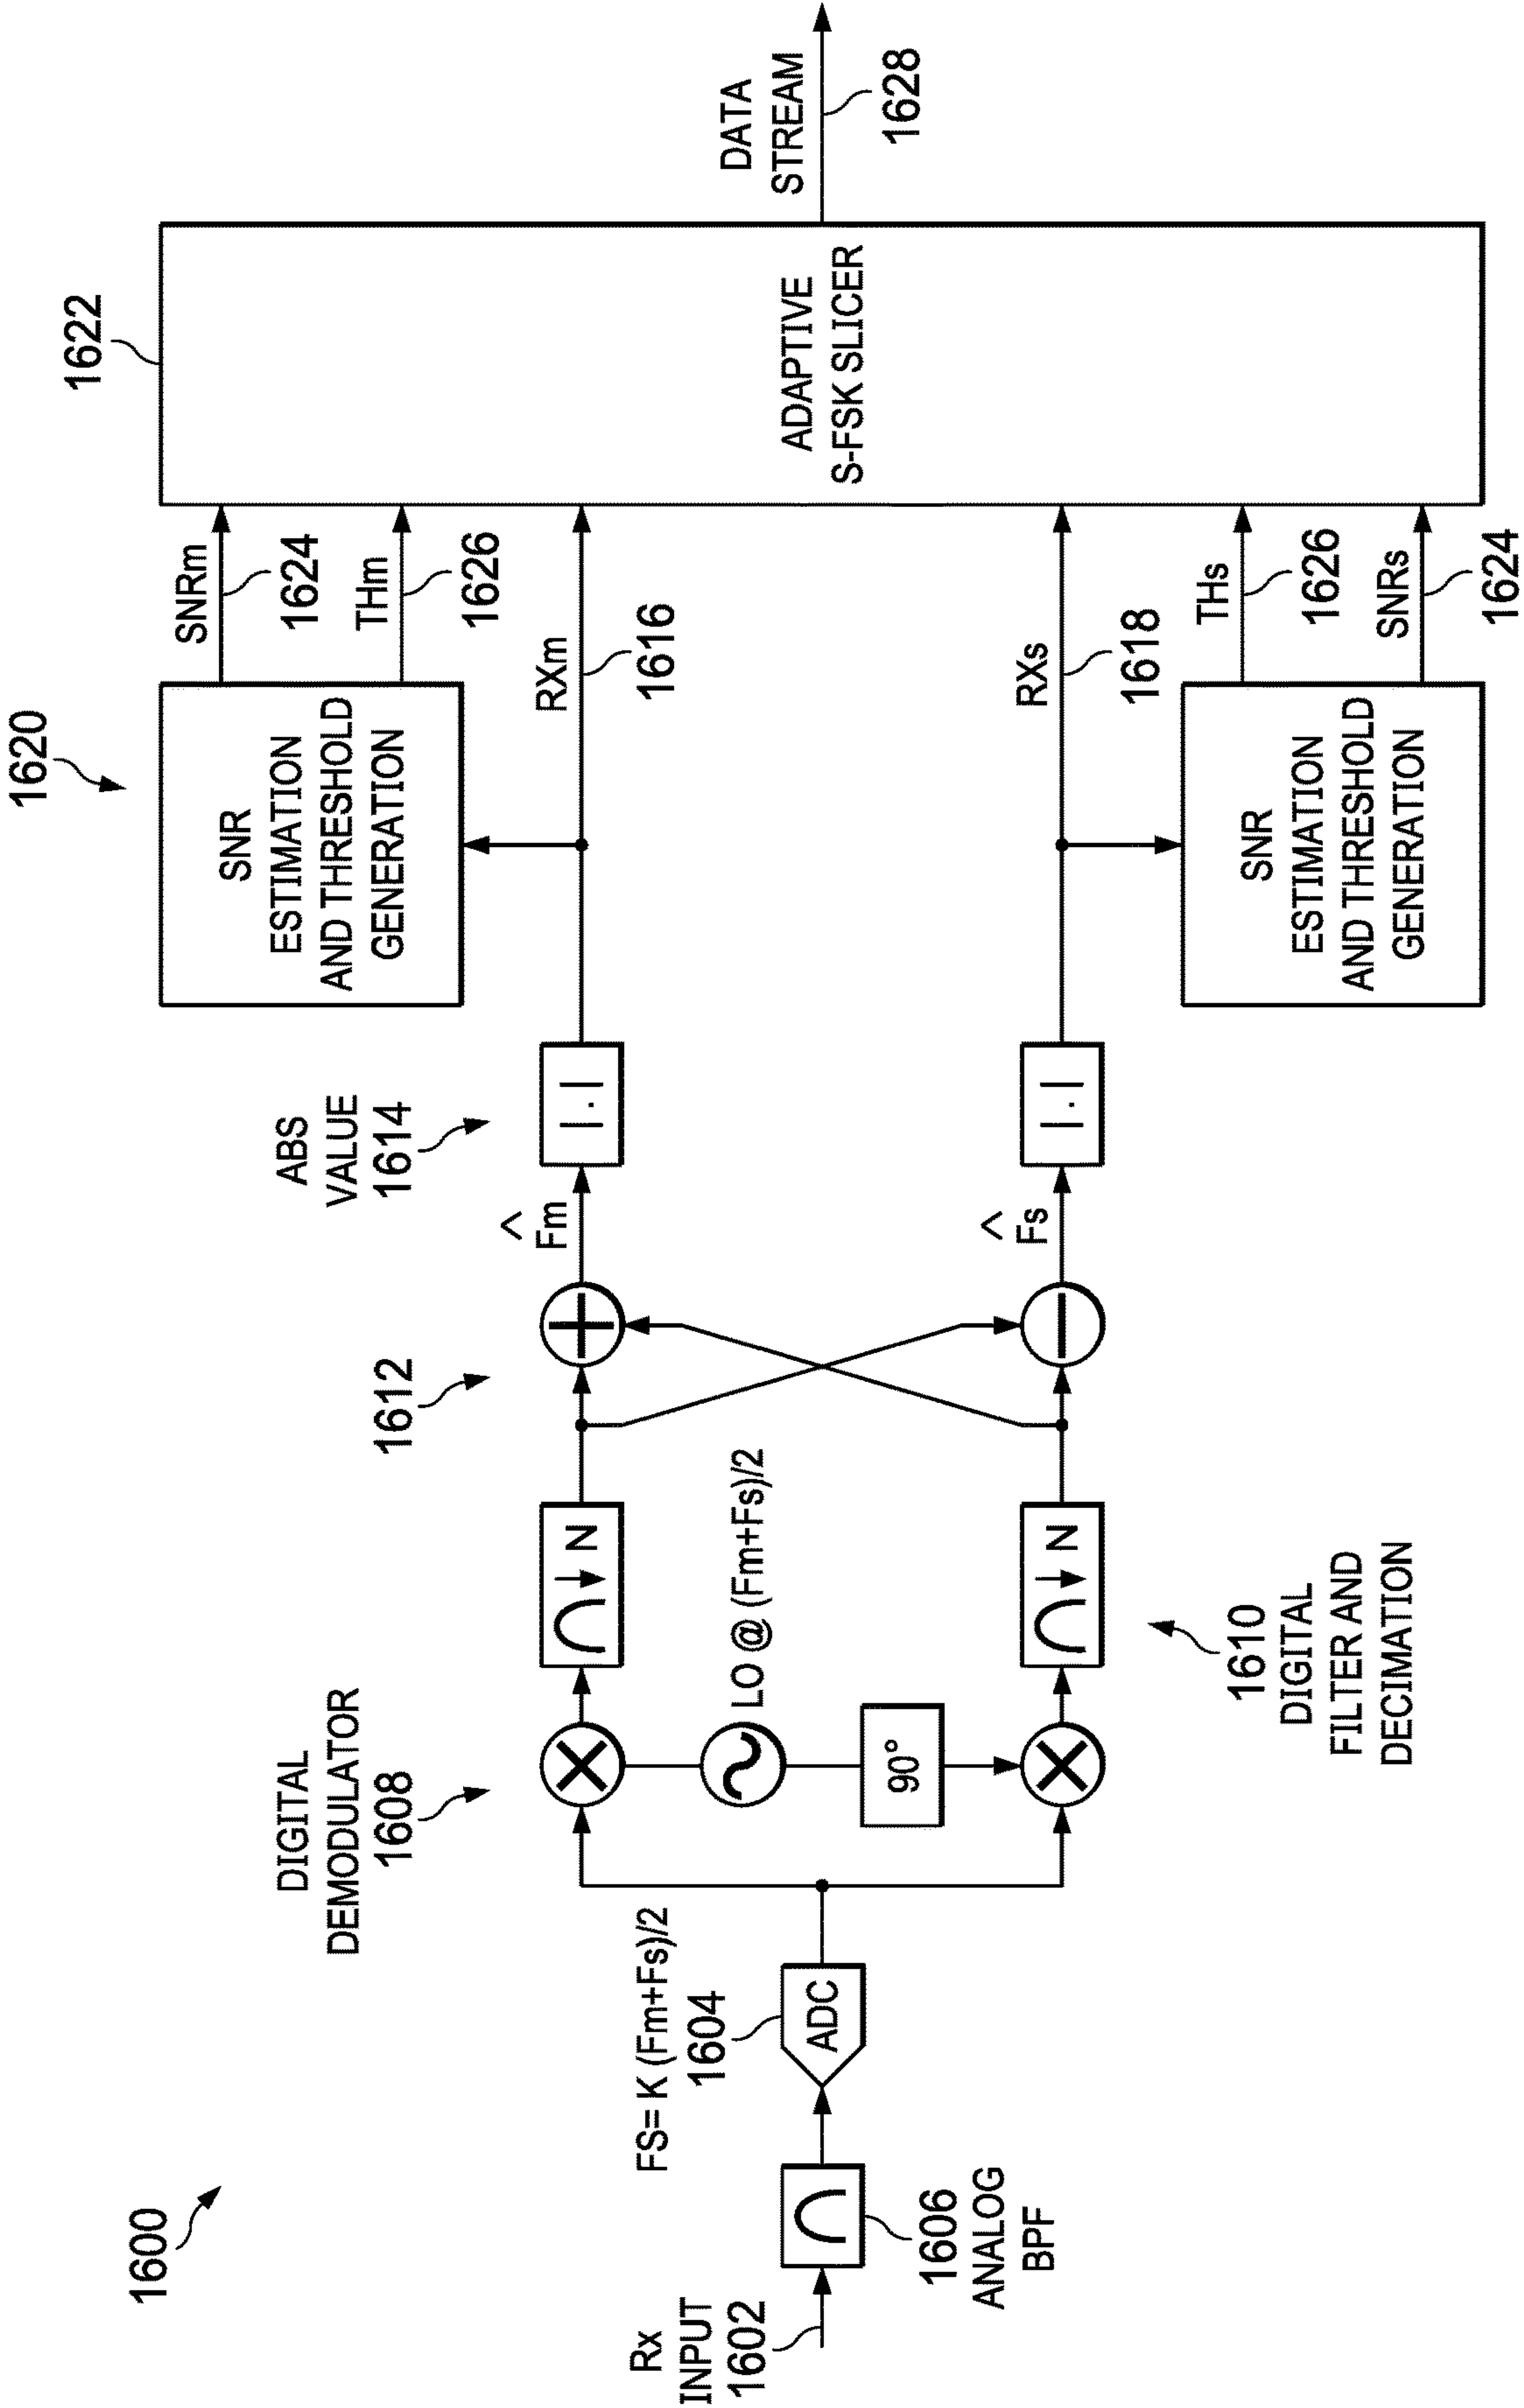 1600
Rx
INPUT
1602
1606
ANALOG
BPF
FS= K (Fm+Fs)/2
1604
ADC
DIGITAL
DEMODULATOR
1608
LO @ (Fm+Fs)/2
90°
N
N
1610
DIGITAL
FILTER AND
DECIMATION
1612
^
Fm
^
Fs
ABS
VALUE
1614
|.|
|.|
1620
SNR
ESTIMATION
AND THRESHOLD
GENERATION
SNR
ESTIMATION
AND THRESHOLD
GENERATION
SNRm
1624
THm
1626
RXm
1616
RXs
1618
THs
1626
SNRs
1624
1622
ADAPTIVE
S-FSK SLICER
DATA
STREAM
1628